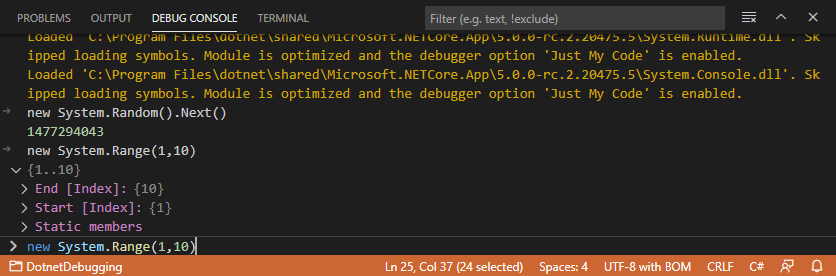 OUTPUT DEBUG CONSOLE TERMINAL Filter (e.g. text, !exclude)
Loaded 'C:\Program Files\dotnet\shared\Microsoft.NETCore.App\5.0.0-rc.2.20475.5\System.Runtime.dll'. Sk
ipped loading symbols. Module is optimized and the debugger option 'Just My Code' is enabled.
Loaded 'C:\Program Files\dotnet\shared\Microsoft.NETCore.App\5.0.0-rc.2.20475.5\System.Console.dll'. Sk
ipped loading symbols. Module is optimized and the debugger option 'Just My Code' is enabled.
new System.Random().Next()
1477294043
new System.Range(1,10)
{1..10}
End [Index]: {10}
Start [Index]: {1}
Static members
new System.Range(1,10)
DotnetDebugging Ln 25, Col 37 (24 selected) Spaces: 4 UTF-8 with BOM CRLF C#